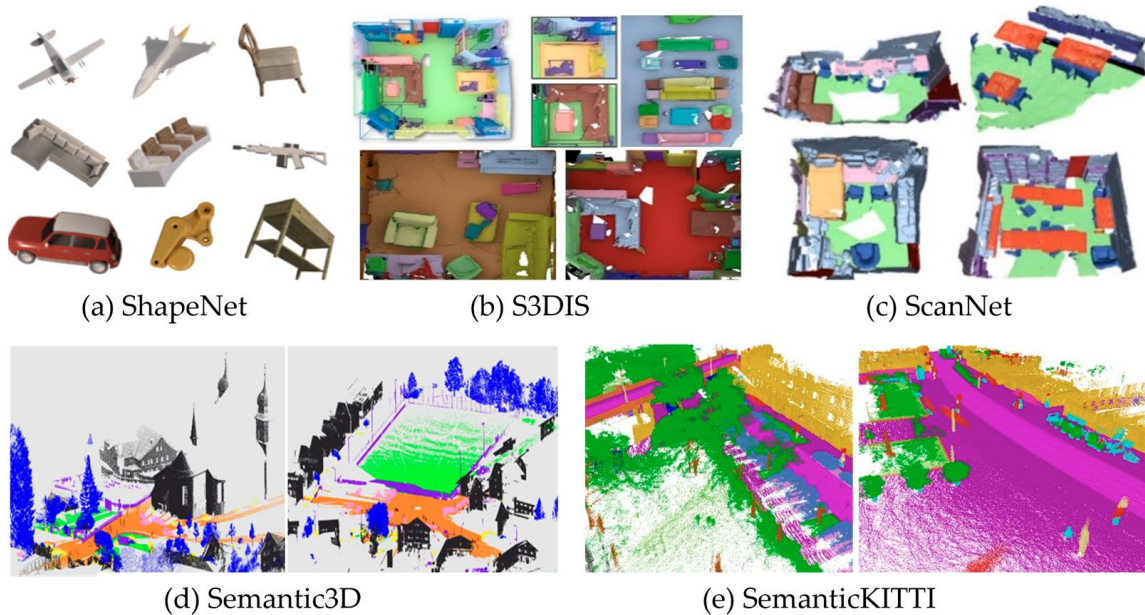 (a) ShapeNet
(b) S3DIS
(c) ScanNet
(d) Semantic3D
(e) SemanticKITTI